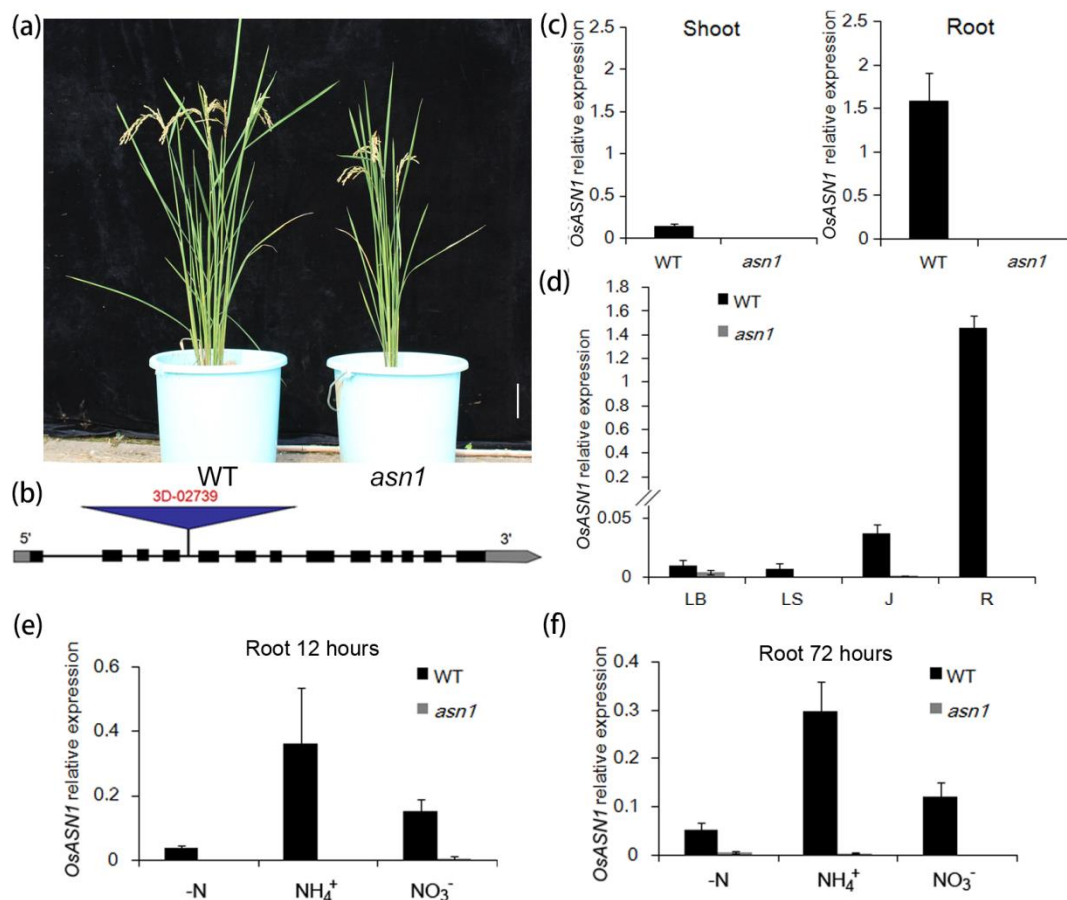 (a)
WT asn1
(b)
3D-02739
5' 3'
(c)
Shoot Root
OsASN1 relative expression
2.5
2
1.5
1
0.5
0
WT asn1
OsASN1 relative expression
2.5
2
1.5
1
0.5
0
WT asn1
(d)
WT
asn1
OsASN1 relative expression
1.8
1.6
1.4
1.2
1
1.8
1.6
1.4
1.2
0.05
0
LB LS J R
(e)
Root 12 hours
WT
asn1
OsASN1 relative expression
0.6
0.4
0.2
0
-N NH₄⁺ NO₃⁻
(f)
Root 72 hours
WT
asn1
OsASN1 relative expression
0.4
0.3
0.2
0.1
0
-N NH₄⁺ NO₃⁻